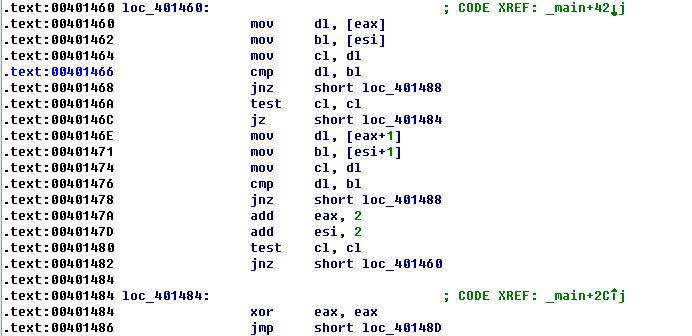 .text:00401460 loc_401460: ; CODE XREF: _main+42↓j
.text:00401460 mov dl, [eax]
.text:00401462 mov bl, [esi]
.text:00401464 mov cl, dl
.text:00401466 cmp dl, bl
.text:00401468 jnz short loc_401488
.text:0040146A test cl, cl
.text:0040146C jz short loc_401484
.text:0040146E mov dl, [eax+1]
.text:00401471 mov bl, [esi+1]
.text:00401474 mov cl, dl
.text:00401476 cmp dl, bl
.text:00401478 jnz short loc_401488
.text:0040147A add eax, 2
.text:0040147D add esi, 2
.text:00401480 test cl, cl
.text:00401482 jnz short loc_401460
.text:00401484
.text:00401484 loc_401484: ; CODE XREF: _main+2C↑j
.text:00401484 xor eax, eax
.text:00401486 jmp short loc_40148D